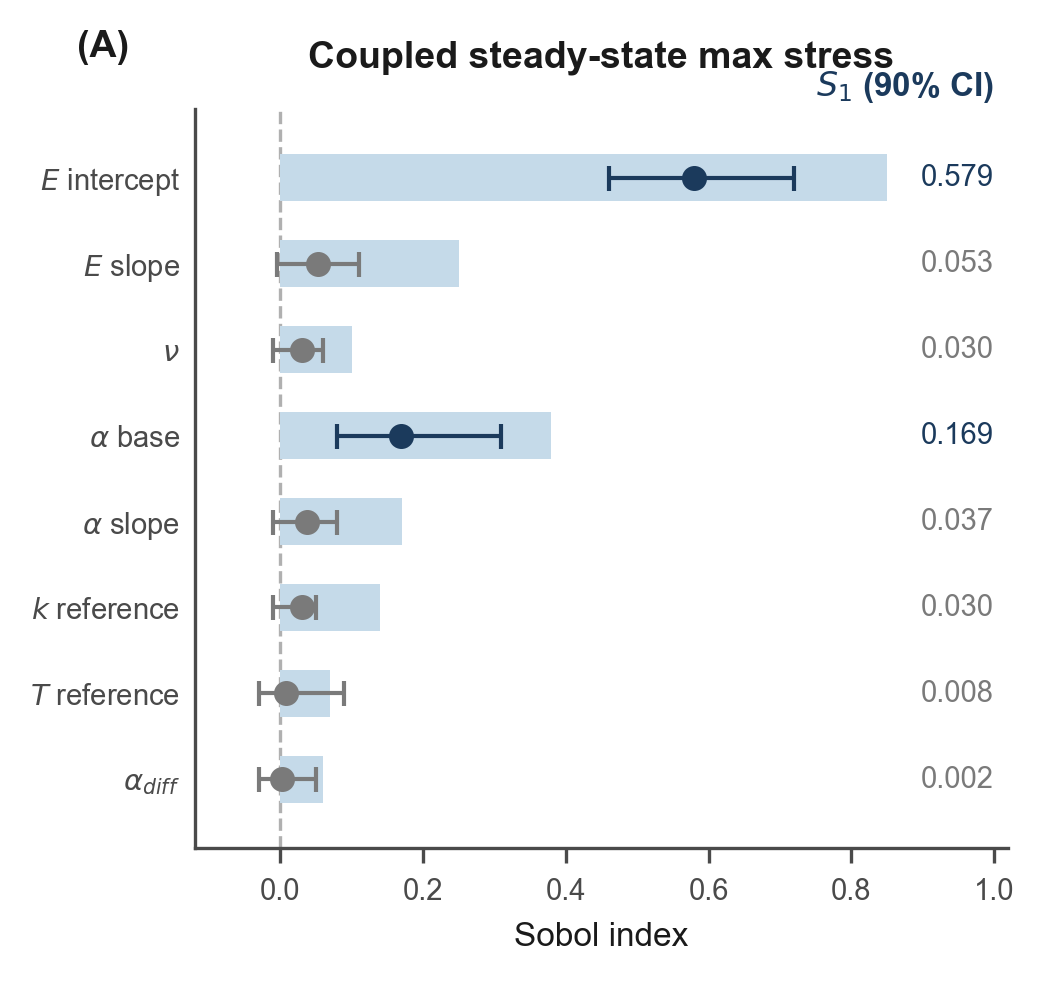 (A)
Coupled steady-state max stress
S₁ (90% CI)
E intercept 0.579
E slope 0.053
ν 0.030
α base 0.169
α slope 0.037
k reference 0.030
T reference 0.008
α_diff 0.002
0.0 0.2 0.4 0.6 0.8 1.0
Sobol index